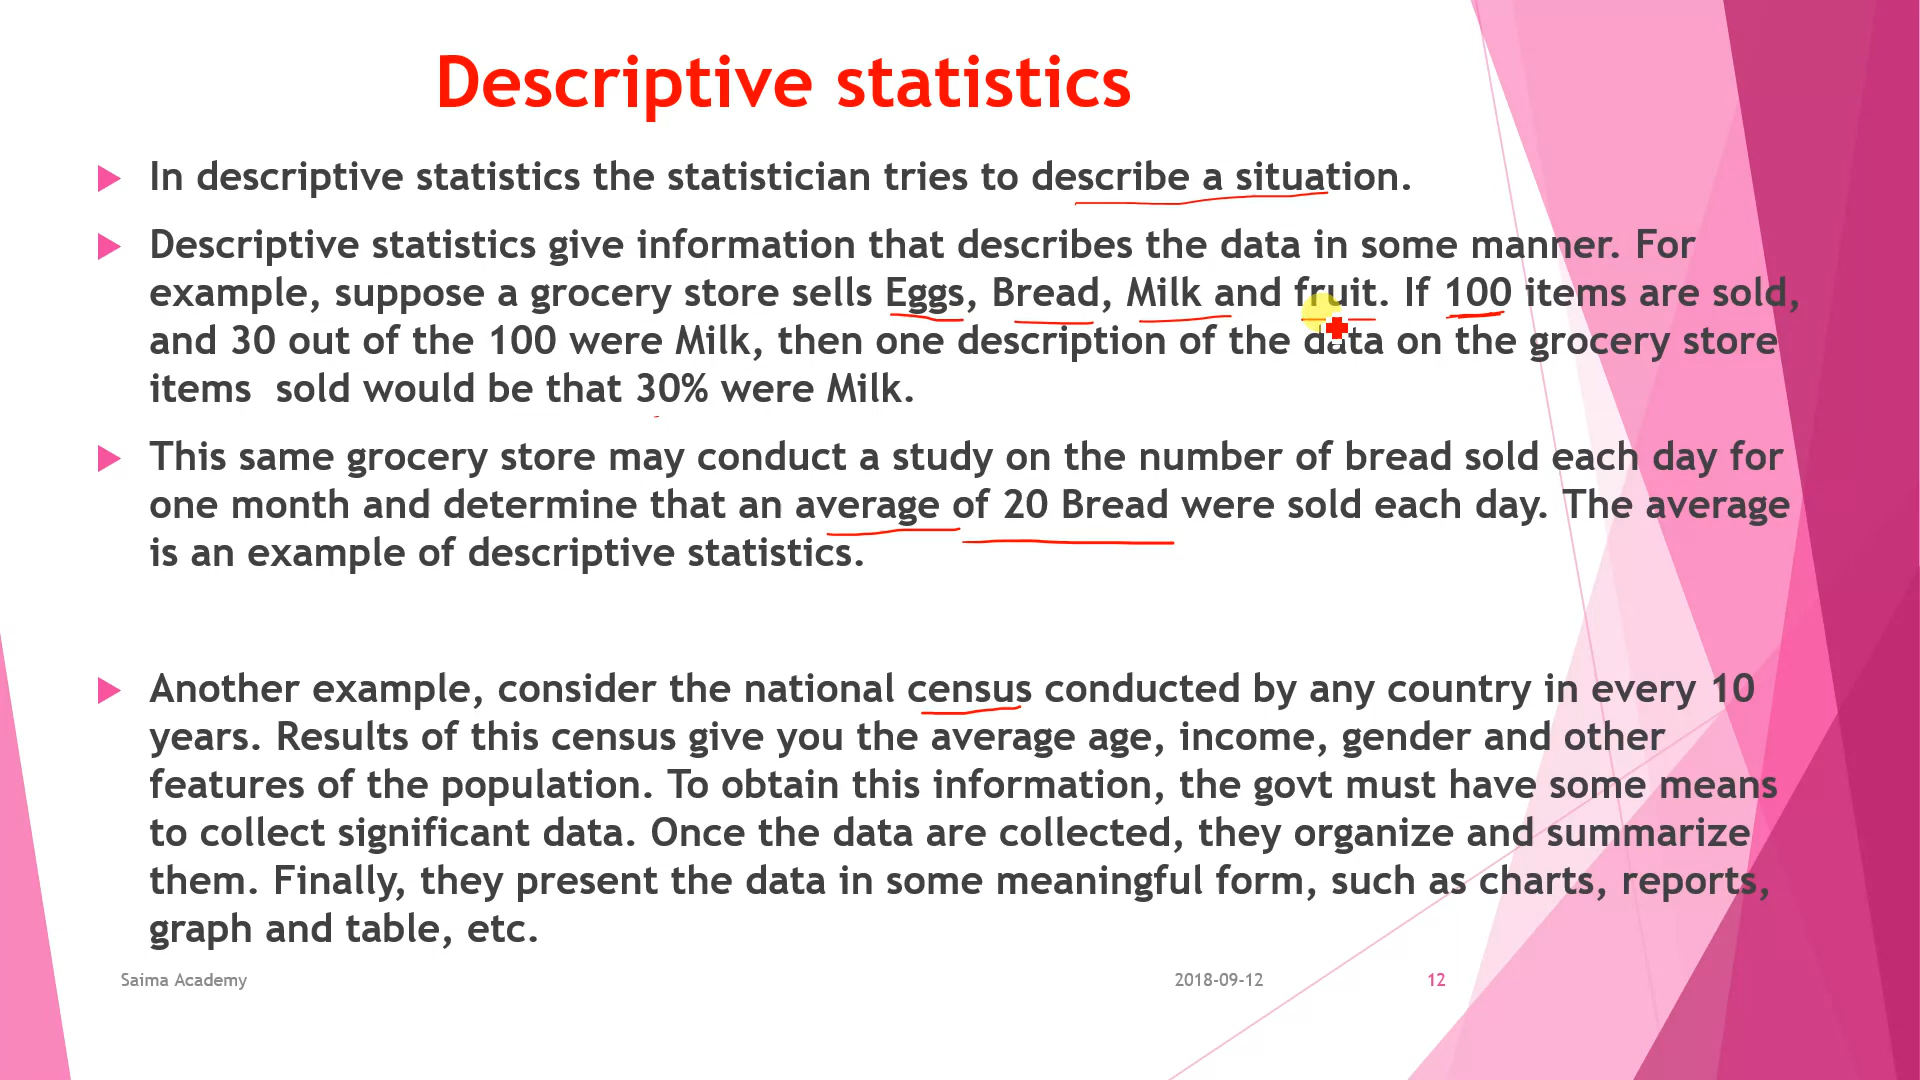 Descriptive statistics
In descriptive statistics the statistician tries to describe a situation.
Descriptive statistics give information that describes the data in some manner. For
example, suppose a grocery store sells Eggs, Bread, Milk and fruit. If 100 items are sold,
and 30 out of the 100 were Milk, then one description of the data on the grocery store
items  sold would be that 30% were Milk.
This same grocery store may conduct a study on the number of bread sold each day for
one month and determine that an average of 20 Bread were sold each day. The average
is an example of descriptive statistics.
Another example, consider the national census conducted by any country in every 10
years. Results of this census give you the average age, income, gender and other
features of the population. To obtain this information, the govt must have some means
to collect significant data. Once the data are collected, they organize and summarize
them. Finally, they present the data in some meaningful form, such as charts, reports,
graph and table, etc.
Saima Academy
2018-09-12
12